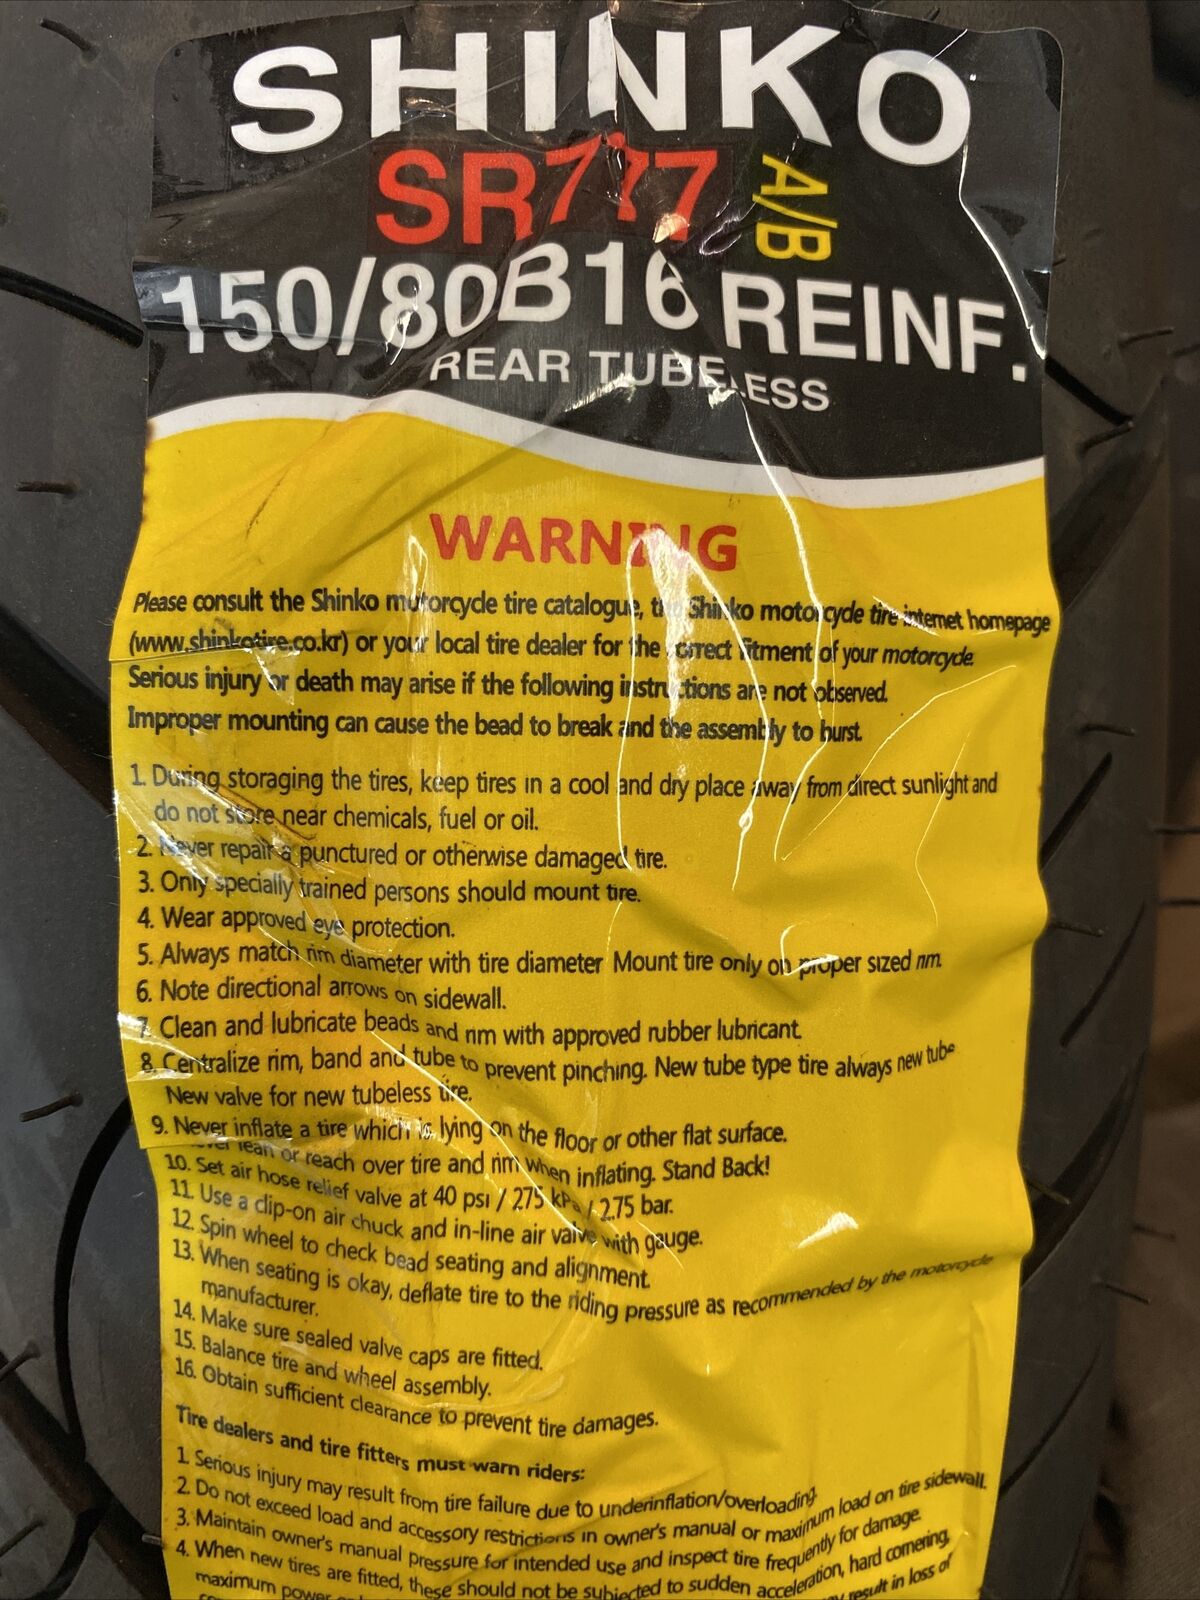 SHINKO
SR777 A/B
150/80B16 REINF.
REAR TUBELESS
WARNING
Please consult the Shinko motorcycle tire catalogue, the Shinko motorcycle tire internet homepage
(www.shinkotire.co.kr) or your local tire dealer for the correct fitment of your motorcycle.
Serious injury or death may arise if the following instructions are not observed.
Improper mounting can cause the bead to break and the assembly to burst.
1. During storaging the tires, keep tires in a cool and dry place away from direct sunlight and
do not store near chemicals, fuel or oil.
2. Never repair a punctured or otherwise damaged tire.
3. Only specially trained persons should mount tire.
4. Wear approved eye protection.
5. Always match rim diameter with tire diameter. Mount tire only on proper sized rim.
6. Note directional arrows on sidewall.
7. Clean and lubricate beads and rim with approved rubber lubricant.
8. Centralize rim, band and tube to prevent pinching. New tube type tire always new tube
New valve for new tubeless tire.
9. Never inflate a tire which is lying on the floor or other flat surface.
Never lean or reach over tire and rim when inflating. Stand Back!
10. Set air hose relief valve at 40 psi / 275 kPa / 2.75 bar.
11. Use a clip-on air chuck and in-line air valve with gauge.
12. Spin wheel to check bead seating and alignment.
13. When seating is okay, deflate tire to the riding pressure as recommended by the motorcycle
manufacturer.
14. Make sure sealed valve caps are fitted.
15. Balance tire and wheel assembly.
16. Obtain sufficient clearance to prevent tire damages.
Tire dealers and tire fitters must warn riders:
1. Serious injury may result from tire failure due to underinflation/overloading.
2. Do not exceed load and accessory restrictions in owner's manual or maximum load on tire sidewall.
3. Maintain owner's manual pressure for intended use and inspect tire frequently for damage.
4. When new tires are fitted, these should not be subjected to sudden acceleration, hard cornering,
maximum power result in loss of